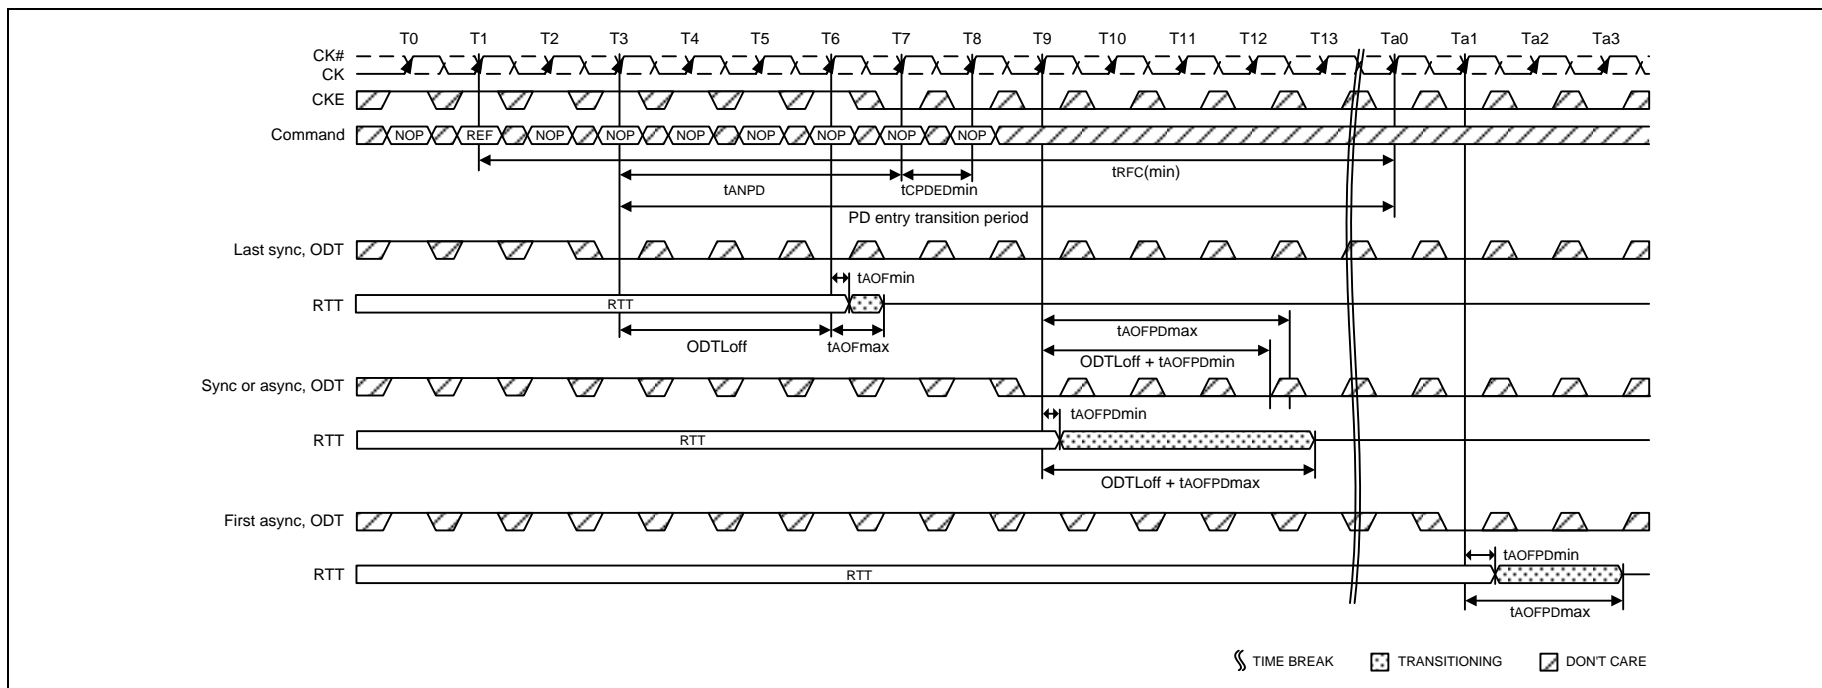 T0 T1 T2 T3 T4 T5 T6 T7 T8 T9 T10 T11 T12 T13 Ta0 Ta1 Ta2 Ta3
CK#
CK
CKE
Command NOP REF NOP NOP NOP NOP NOP NOP NOP
tRFC(min)
tANPD tCPDEDmin
PD entry transition period
Last sync, ODT
tAOFmin
RTT RTT
tAOFPDmax
ODTLoff tAOFmax
ODTLoff + tAOFPDmin
Sync or async, ODT
tAOFPDmin
RTT RTT
ODTLoff + tAOFPDmax
First async, ODT
tAOFPDmin
RTT RTT
tAOFPDmax
TIME BREAK TRANSITIONING DON'T CARE